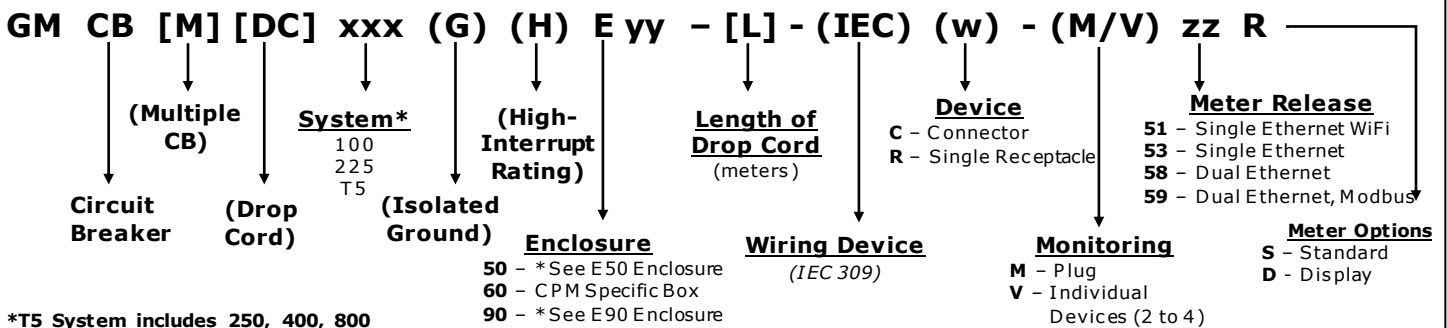 GM CB [M] [DC] xxx (G) (H) E yy – [L] - (IEC) (w) - (M/V) zz R
(Multiple
CB)
System*
100
225
T5
(High-
Interrupt
Rating)
Length of
Drop Cord
(meters)
Device
C – Connector
R – Single Receptacle
Meter Release
51 – Single Ethernet WiFi
53 – Single Ethernet
58 – Dual Ethernet
59 – Dual Ethernet, Modbus
Circuit
Breaker
(Drop
Cord)
(Isolated
Ground)
Enclosure
50 – *See E50 Enclosure
60 – CPM Specific Box
90 – *See E90 Enclosure
Wiring Device
(IEC 309)
Monitoring
M – Plug
V – Individual
Devices (2 to 4)
Meter Options
S – Standard
D - Display
*T5 System includes 250, 400, 800